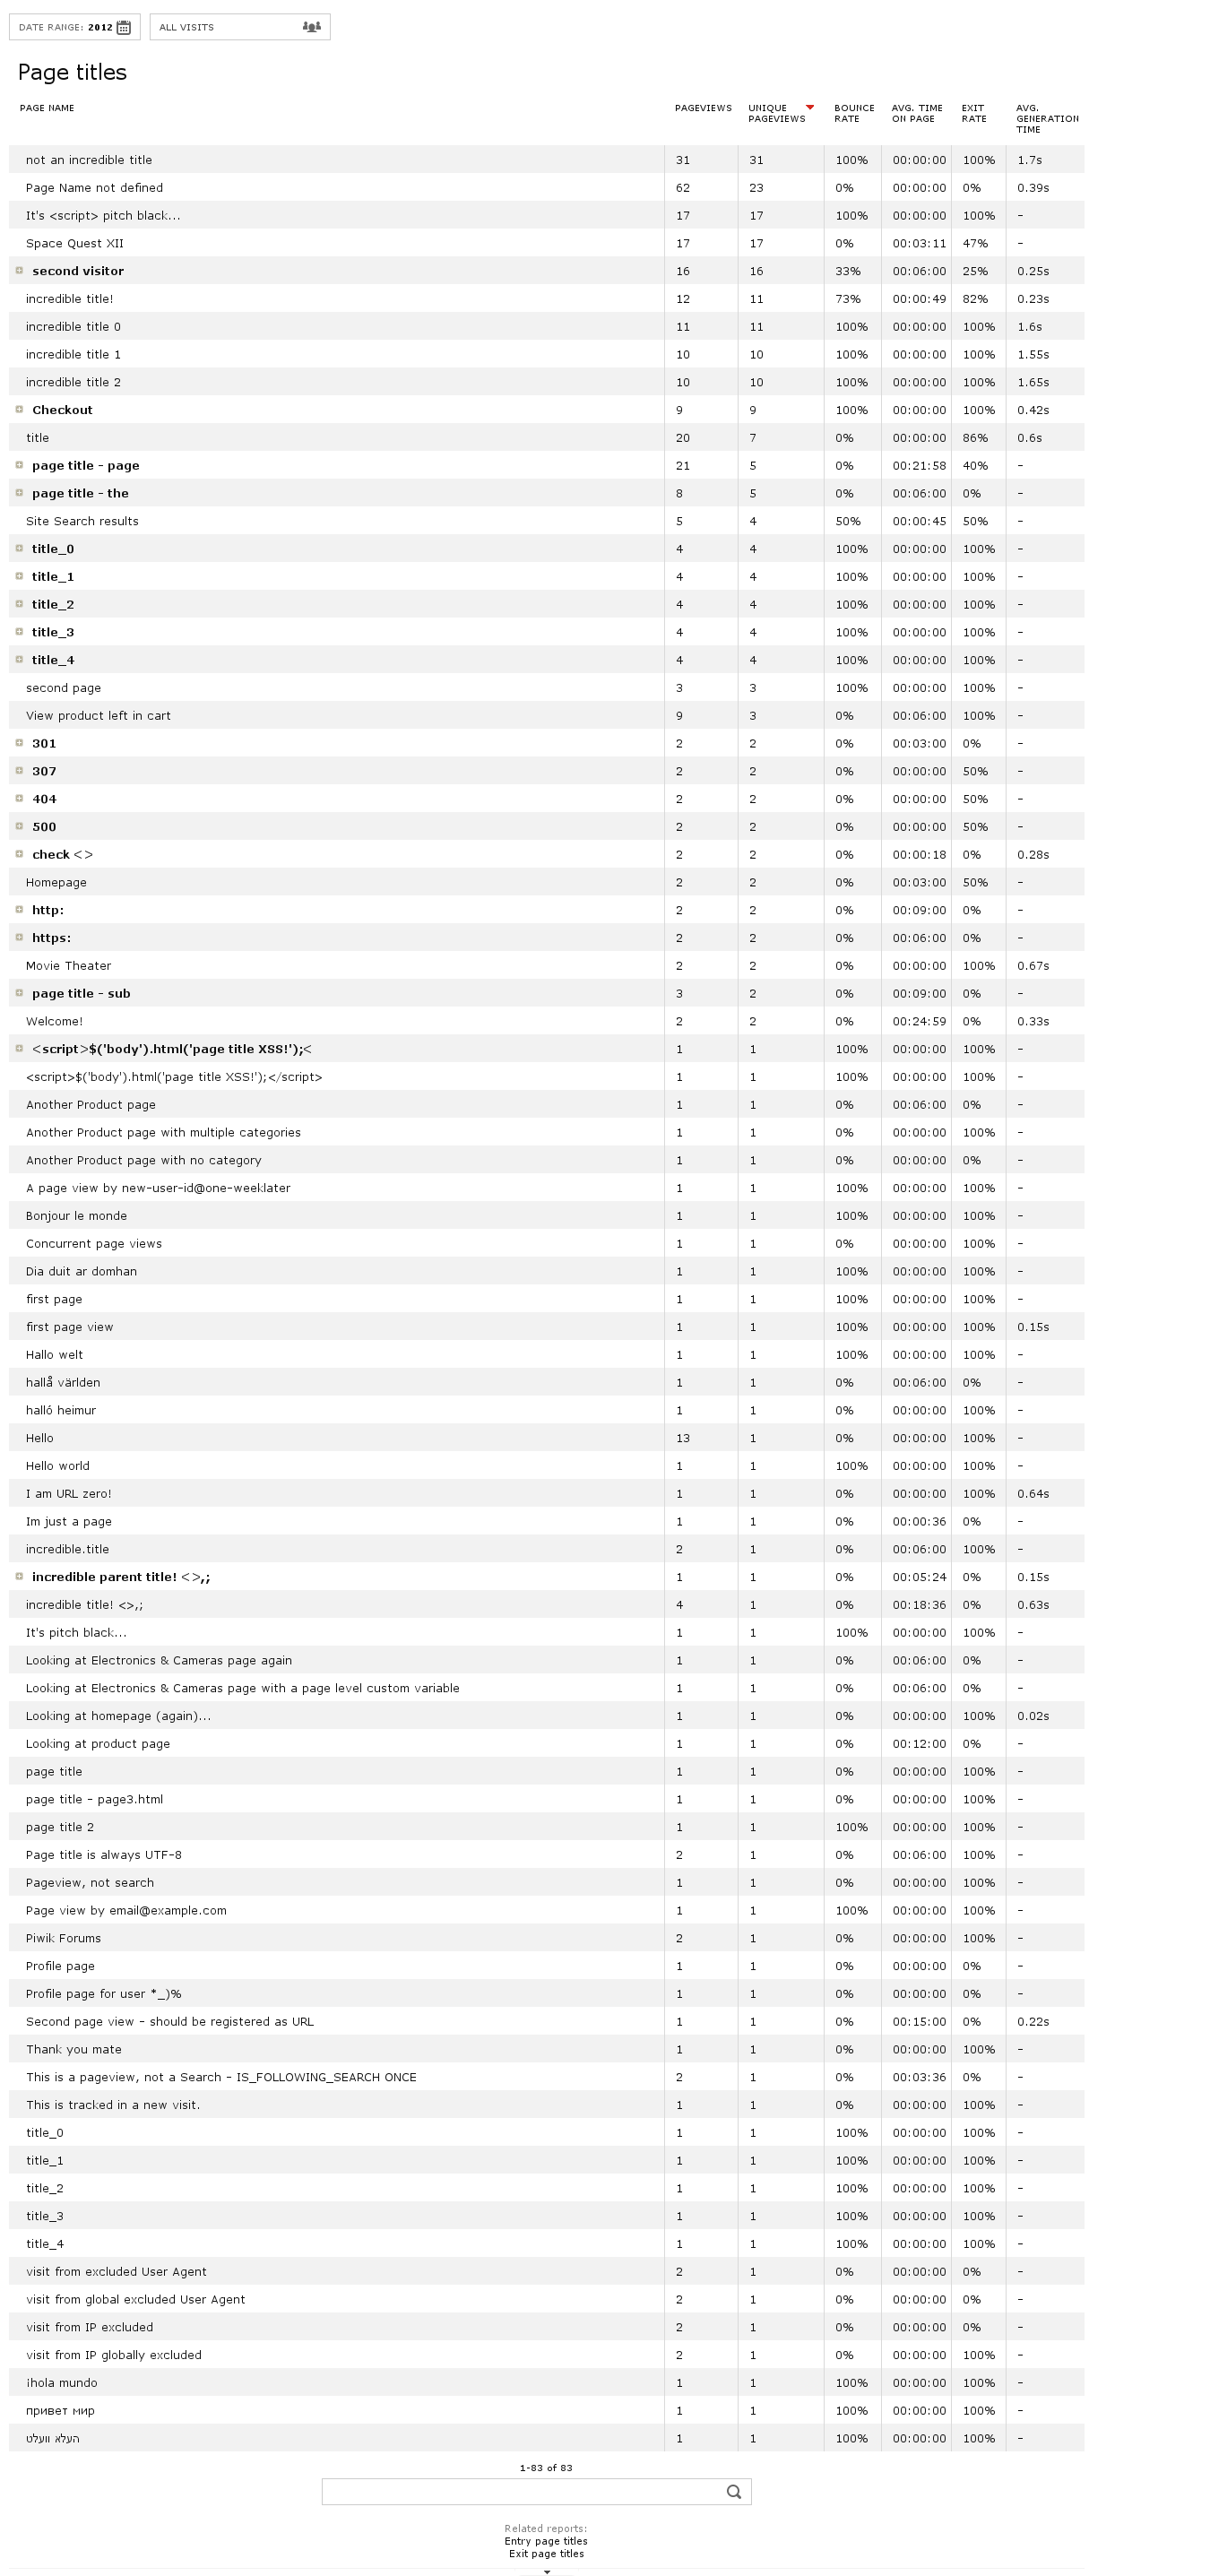 DATE RANGE: 2012 ALL VISITS
Page titles
PAGE NAME PAGEVIEWS UNIQUE PAGEVIEWS BOUNCE RATE AVG. TIME ON PAGE EXIT RATE AVG. GENERATION TIME
not an incredible title 31 31 100% 00:00:00 100% 1.7s
Page Name not defined 62 23 0% 00:00:00 0% 0.39s
It's <script> pitch black... 17 17 100% 00:00:00 100% -
Space Quest XII 17 17 0% 00:03:11 47% -
second visitor 16 16 33% 00:06:00 25% 0.25s
incredible title! 12 11 73% 00:00:49 82% 0.23s
incredible title 0 11 11 100% 00:00:00 100% 1.6s
incredible title 1 10 10 100% 00:00:00 100% 1.55s
incredible title 2 10 10 100% 00:00:00 100% 1.65s
Checkout 9 9 100% 00:00:00 100% 0.42s
title 20 7 0% 00:00:00 86% 0.6s
page title - page 21 5 0% 00:21:58 40% -
page title - the 8 5 0% 00:06:00 0% -
Site Search results 5 4 50% 00:00:45 50% -
title_0 4 4 100% 00:00:00 100% -
title_1 4 4 100% 00:00:00 100% -
title_2 4 4 100% 00:00:00 100% -
title_3 4 4 100% 00:00:00 100% -
title_4 4 4 100% 00:00:00 100% -
second page 3 3 100% 00:00:00 100% -
View product left in cart 9 3 0% 00:06:00 100% -
301 2 2 0% 00:03:00 0% -
307 2 2 0% 00:00:00 50% -
404 2 2 0% 00:00:00 50% -
500 2 2 0% 00:00:00 50% -
check <> 2 2 0% 00:00:18 0% 0.28s
Homepage 2 2 0% 00:03:00 50% -
http: 2 2 0% 00:09:00 0% -
https: 2 2 0% 00:06:00 0% -
Movie Theater 2 2 0% 00:00:00 100% 0.67s
page title - sub 3 2 0% 00:09:00 0% -
Welcome! 2 2 0% 00:24:59 0% 0.33s
<script>$('body').html('page title XSS!');< 1 1 100% 00:00:00 100% -
<script>$('body').html('page title XSS!');</script> 1 1 100% 00:00:00 100% -
Another Product page 1 1 0% 00:06:00 0% -
Another Product page with multiple categories 1 1 0% 00:00:00 100% -
Another Product page with no category 1 1 0% 00:00:00 0% -
A page view by new-user-id@one-weeklater 1 1 100% 00:00:00 100% -
Bonjour le monde 1 1 100% 00:00:00 100% -
Concurrent page views 1 1 0% 00:00:00 100% -
Dia duit ar domhan 1 1 100% 00:00:00 100% -
first page 1 1 100% 00:00:00 100% -
first page view 1 1 100% 00:00:00 100% 0.15s
Hallo welt 1 1 100% 00:00:00 100% -
hallå världen 1 1 0% 00:06:00 0% -
halló heimur 1 1 0% 00:00:00 100% -
Hello 13 1 0% 00:00:00 100% -
Hello world 1 1 100% 00:00:00 100% -
I am URL zero! 1 1 0% 00:00:00 100% 0.64s
Im just a page 1 1 0% 00:00:36 0% -
incredible.title 2 1 0% 00:06:00 100% -
incredible parent title! <>,; 1 1 0% 00:05:24 0% 0.15s
incredible title! <>,; 4 1 0% 00:18:36 0% 0.63s
It's pitch black... 1 1 100% 00:00:00 100% -
Looking at Electronics & Cameras page again 1 1 0% 00:06:00 0% -
Looking at Electronics & Cameras page with a page level custom variable 1 1 0% 00:06:00 0% -
Looking at homepage (again)... 1 1 0% 00:00:00 100% 0.02s
Looking at product page 1 1 0% 00:12:00 0% -
page title 1 1 0% 00:00:00 100% -
page title - page3.html 1 1 0% 00:00:00 100% -
page title 2 1 1 100% 00:00:00 100% -
Page title is always UTF-8 2 1 0% 00:06:00 100% -
Pageview, not search 1 1 0% 00:00:00 100% -
Page view by email@example.com 1 1 100% 00:00:00 100% -
Piwik Forums 2 1 0% 00:00:00 100% -
Profile page 1 1 0% 00:00:00 0% -
Profile page for user *_)% 1 1 0% 00:00:00 0% -
Second page view - should be registered as URL 1 1 0% 00:15:00 0% 0.22s
Thank you mate 1 1 0% 00:00:00 100% -
This is a pageview, not a Search - IS_FOLLOWING_SEARCH ONCE 2 1 0% 00:03:36 0% -
This is tracked in a new visit. 1 1 0% 00:00:00 100% -
title_0 1 1 100% 00:00:00 100% -
title_1 1 1 100% 00:00:00 100% -
title_2 1 1 100% 00:00:00 100% -
title_3 1 1 100% 00:00:00 100% -
title_4 1 1 100% 00:00:00 100% -
visit from excluded User Agent 2 1 0% 00:00:00 0% -
visit from global excluded User Agent 2 1 0% 00:00:00 0% -
visit from IP excluded 2 1 0% 00:00:00 0% -
visit from IP globally excluded 2 1 0% 00:00:00 100% -
¡hola mundo 1 1 100% 00:00:00 100% -
привет мир 1 1 100% 00:00:00 100% -
העלא וועלט 1 1 100% 00:00:00 100% -
1-83 of 83
Related reports:
Entry page titles
Exit page titles